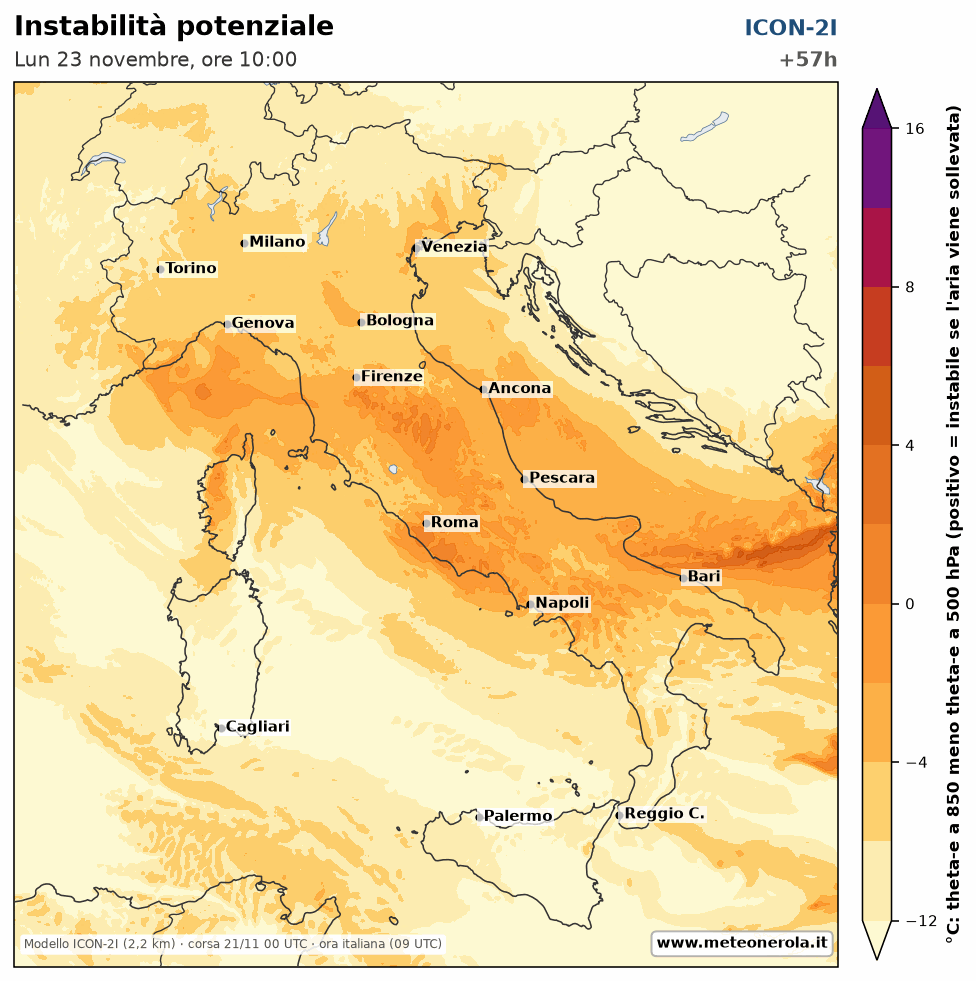 Instabilità potenziale
ICON-2I
Lun 23 novembre, ore 10:00
+57h
Milano
Venezia
Torino
Genova
Bologna
Firenze
Ancona
Pescara
Roma
Bari
Napoli
Cagliari
Palermo
Reggio C.
16
8
4
0
−4
−12
°C: theta-e a 850 meno theta-e a 500 hPa (positivo = instabile se l'aria viene sollevata)
Modello ICON-2I (2,2 km) · corsa 21/11 00 UTC · ora italiana (09 UTC)
www.meteonerola.it